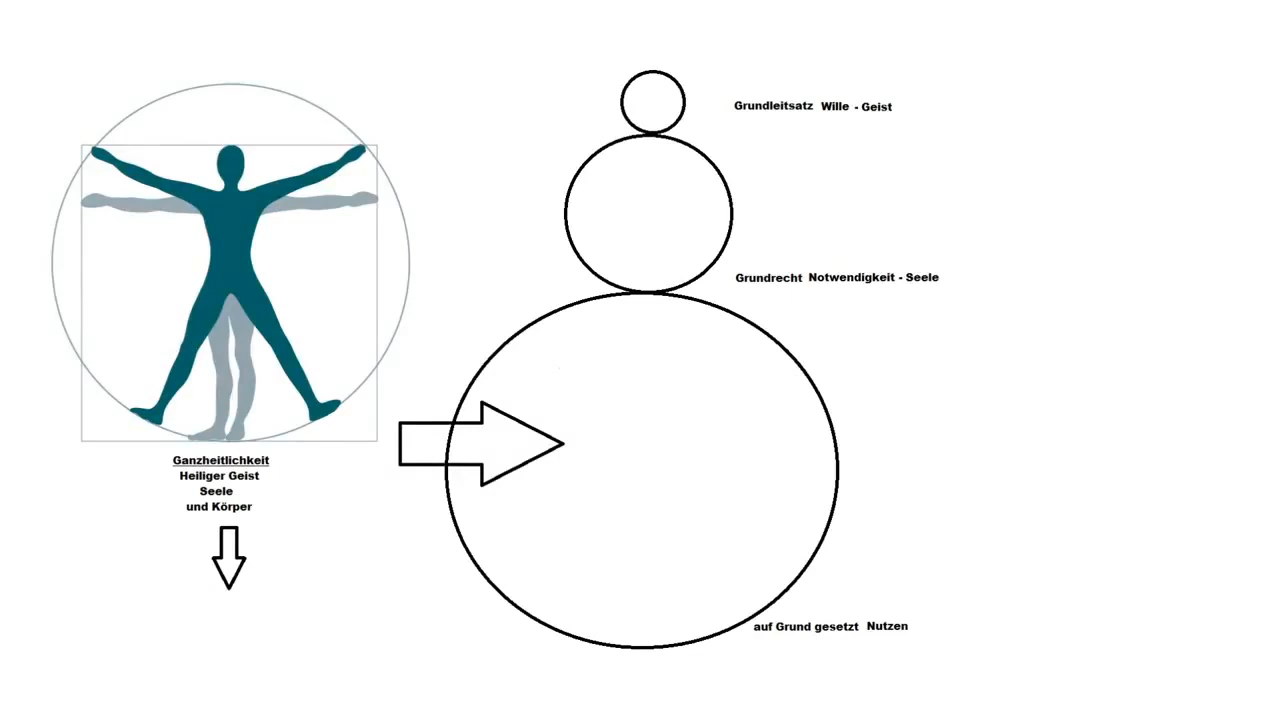 Grundleitsatz Wille - Geist
Grundrecht Notwendigkeit - Seele
Ganzheitlichkeit
Heiliger Geist
Seele
und Körper
auf Grund gesetzt Nutzen